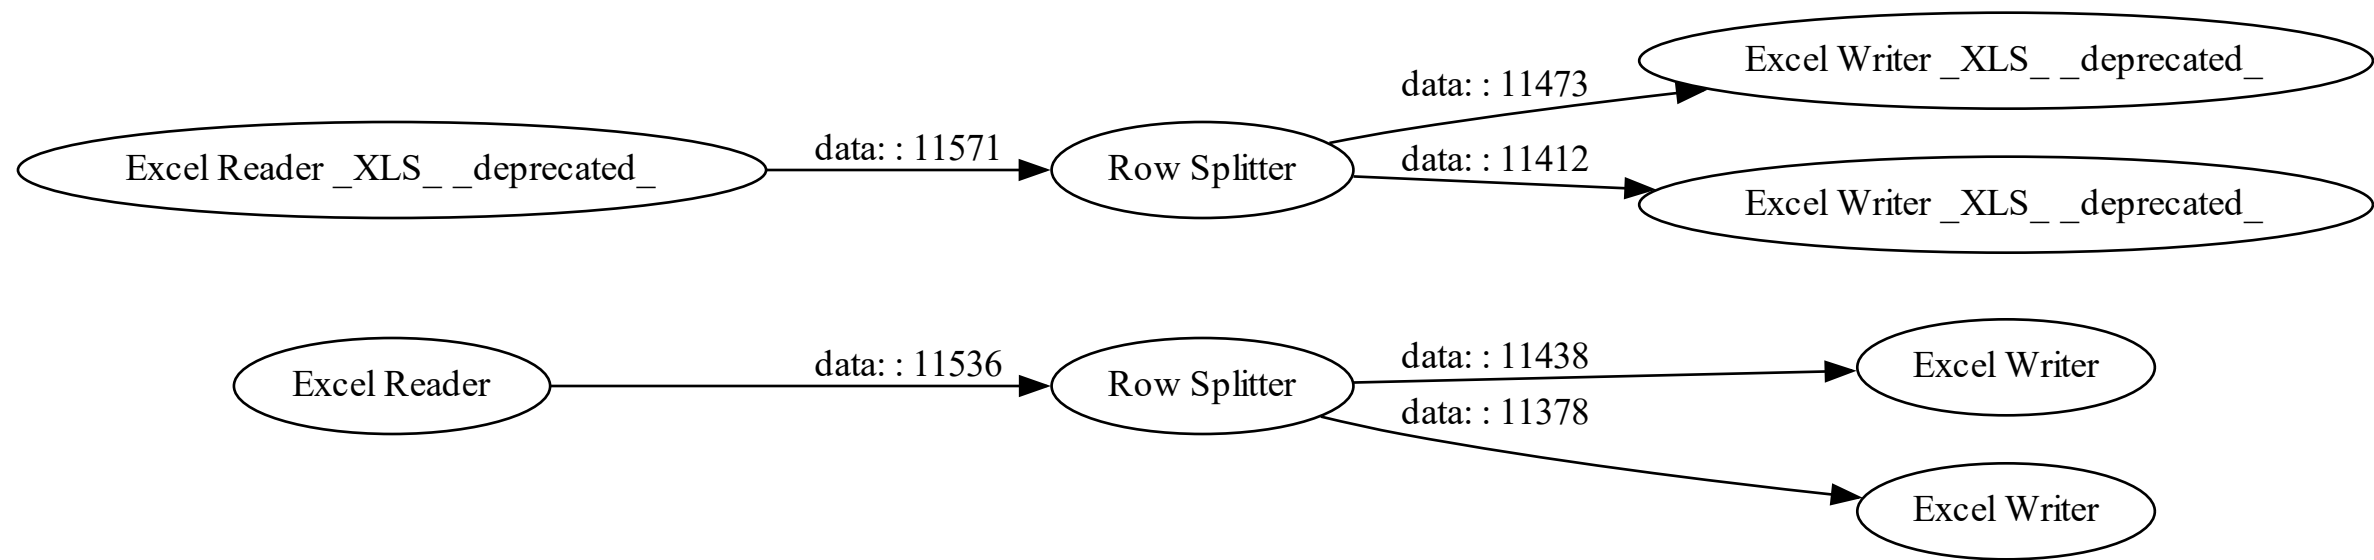 Excel Reader _XLS_ _deprecated_
data: : 11571
Row Splitter
data: : 11473
Excel Writer _XLS_ _deprecated_
data: : 11412
Excel Writer _XLS_ _deprecated_
Excel Reader
data: : 11536
Row Splitter
data: : 11438
Excel Writer
data: : 11378
Excel Writer